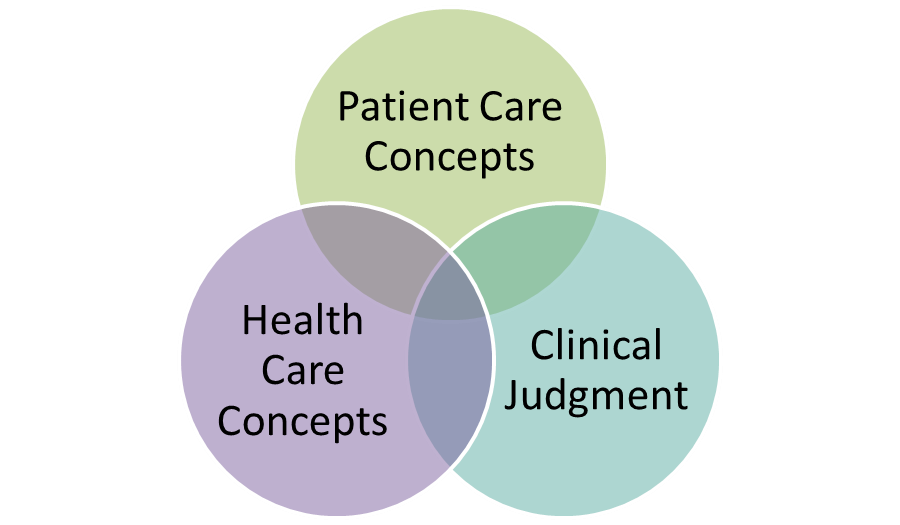 Patient Care
Concepts
Health
Care
Concepts
Clinical
Judgment